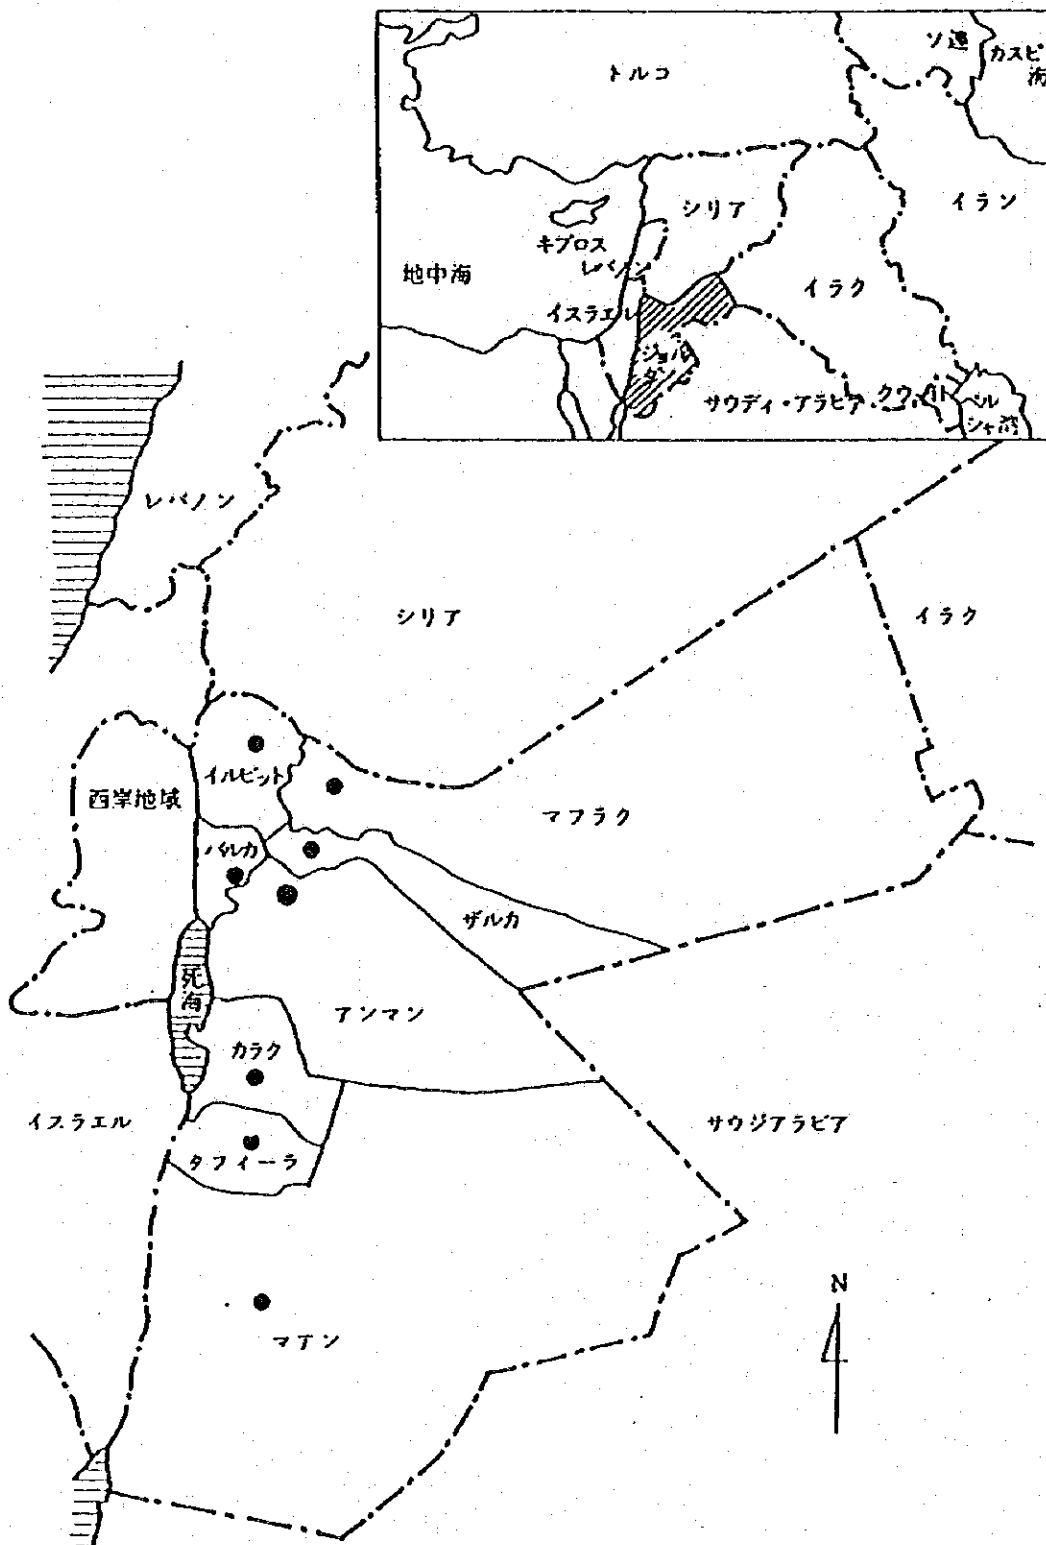 ソ連
カスピ
海
トルコ
シリア
イラン
キプロス
レバノン
地中海
イラク
イスラエル
ジョル
ダン
サウディ・アラビア
クウェイト
ペル
シャ湾
レバノン
シリア
イラク
イルビット
西岸地域
マフラク
バルカ
ザルカ
死海
アンマン
カラク
イスラエル
サウジアラビア
タフィーラ
N
マアン